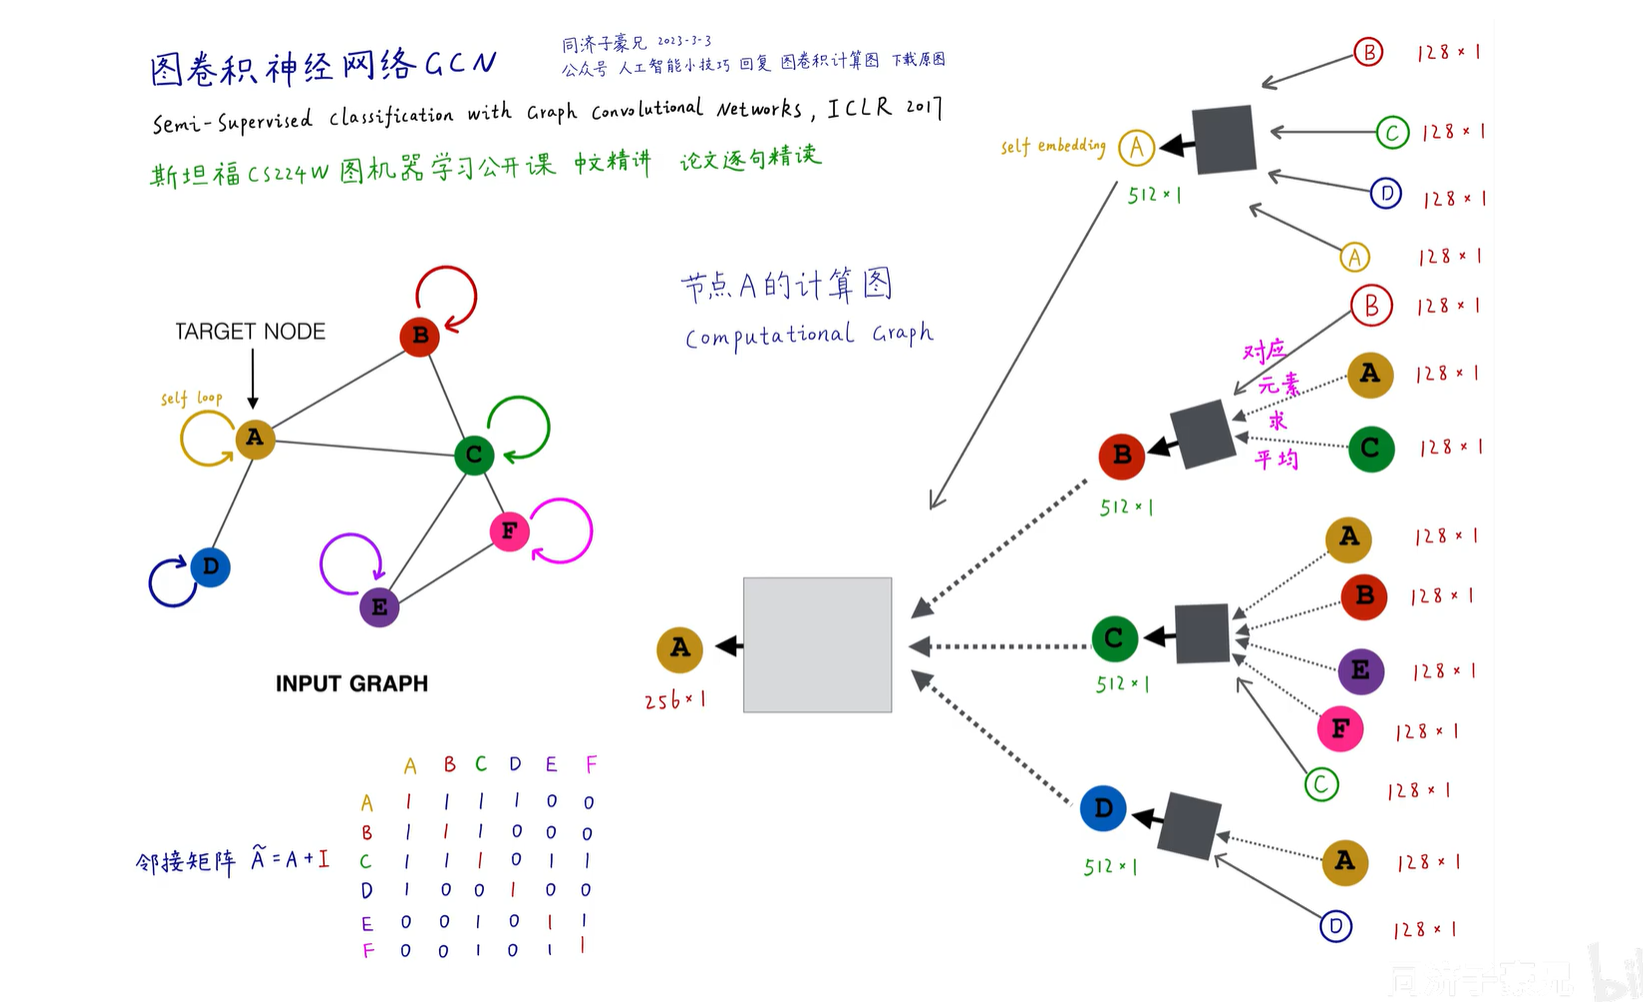 图卷积神经网络GCN
同济子豪兄 2023-3-3
公众号 人工智能小技巧 回复 图卷积计算图 下载原图
Semi-Supervised Classification with Graph Convolutional Networks, ICLR 2017
斯坦福CS224W图机器学习公开课 中文精讲 论文逐句精读
节点A的计算图
Computational Graph
TARGET NODE
self loop
A
B
C
D
E
F
INPUT GRAPH
邻接矩阵 Ã = A + I
A B C D E F
A 1 1 1 1 0 0
B 1 1 1 0 0 0
C 1 1 1 0 1 1
D 1 0 0 1 0 0
E 0 0 1 0 1 1
F 0 0 1 0 1 1
A
256×1
self embedding A
512×1
B 128×1
C 128×1
D 128×1
A 128×1
B
512×1
对应
元素
求
平均
B 128×1
A 128×1
C 128×1
C
512×1
A 128×1
B 128×1
E 128×1
F 128×1
C 128×1
D
512×1
A 128×1
D 128×1
同济子豪兄